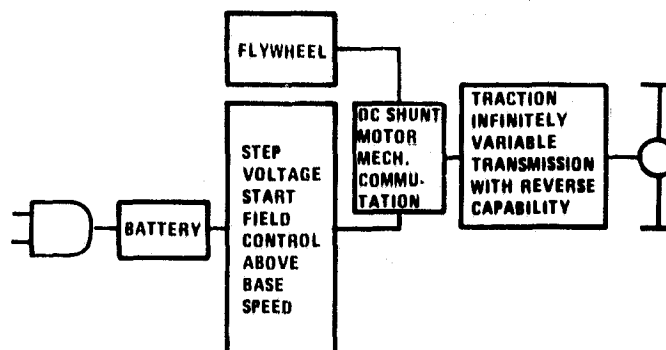 FLYWHEEL
STEP
VOLTAGE
START
FIELD
CONTROL
ABOVE
BASE
SPEED
BATTERY
DC SHUNT
MOTOR
MECH.
COMMU-
TATION
TRACTION
INFINITELY
VARIABLE
TRANSMISSION
WITH REVERSE
CAPABILITY